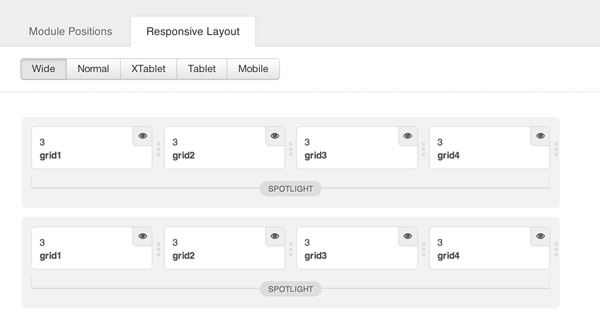 Module Positions Responsive Layout
Wide Normal XTablet Tablet Mobile
3 3 3 3
grid1 grid2 grid3 grid4
SPOTLIGHT
3 3 3 3
grid1 grid2 grid3 grid4
SPOTLIGHT